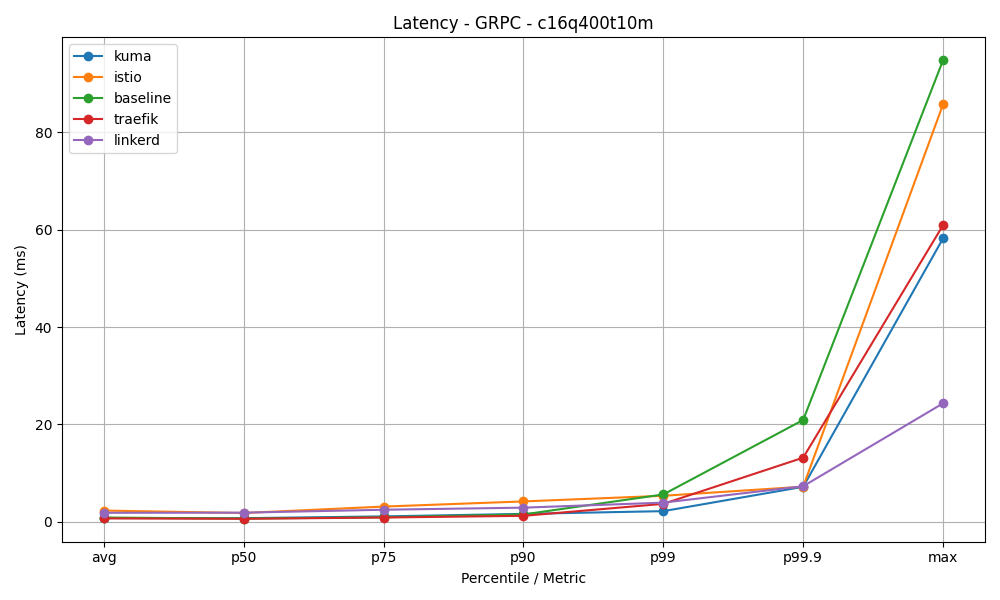 Latency - GRPC - c16q400t10m
kuma
istio
baseline
traefik
linkerd
80
60
40
20
0
Latency (ms)
avg p50 p75 p90 p99 p99.9 max
Percentile / Metric